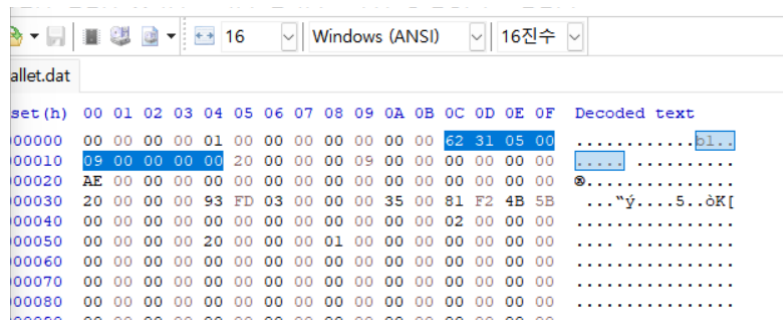 16 Windows (ANSI) 16진수
allet.dat
set(h) 00 01 02 03 04 05 06 07 08 09 0A 0B 0C 0D 0E 0F Decoded text
000000 00 00 00 00 01 00 00 00 00 00 00 00 62 31 05 00 ............b1..
000010 09 00 00 00 00 20 00 00 00 09 00 00 00 00 00 00 ..... ..........
000020 AE 00 00 00 00 00 00 00 00 00 00 00 00 00 00 00 ®...............
000030 20 00 00 00 93 FD 03 00 00 00 35 00 81 F2 4B 5B ...“ý....5..òK[
000040 00 00 00 00 00 00 00 00 00 00 00 00 02 00 00 00 ................
000050 00 00 00 00 20 00 00 00 01 00 00 00 00 00 00 00 .... ...........
000060 00 00 00 00 00 00 00 00 00 00 00 00 00 00 00 00 ................
000070 00 00 00 00 00 00 00 00 00 00 00 00 00 00 00 00 ................
000080 00 00 00 00 00 00 00 00 00 00 00 00 00 00 00 00 ................